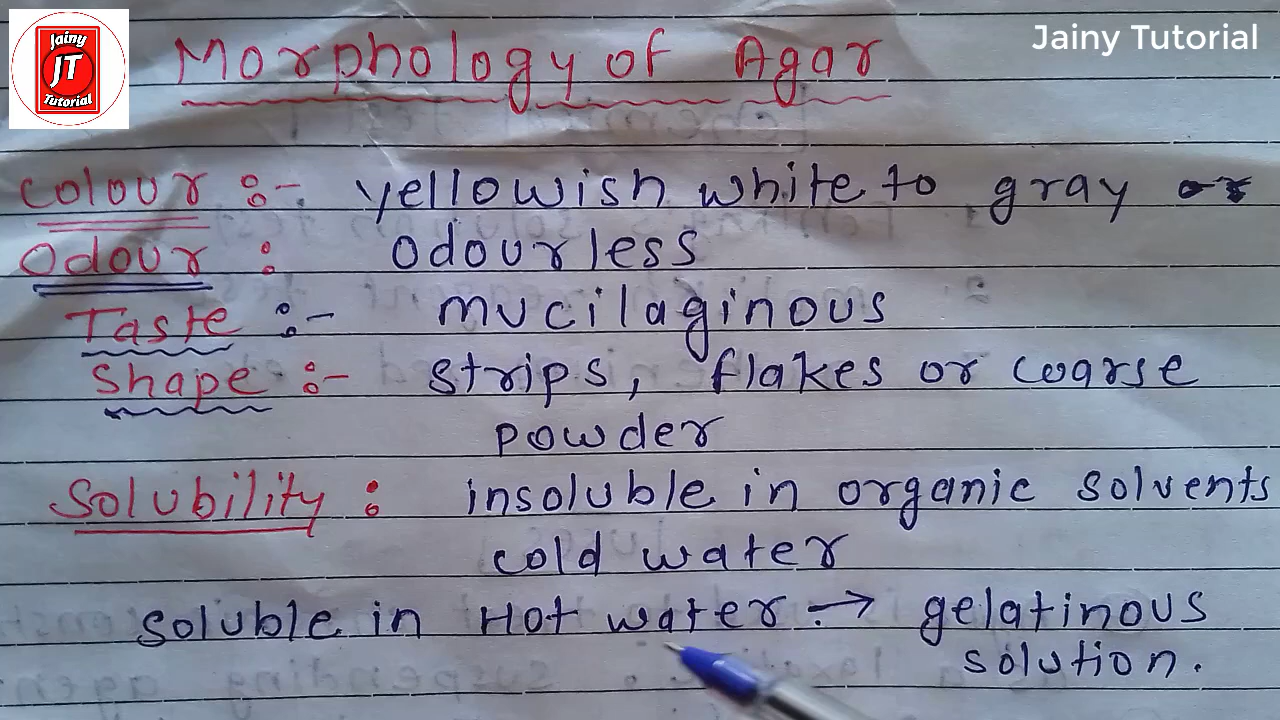 Jainy
JT
Tutorial
Jainy Tutorial
Morphology of Agar
Colour :- yellowish white to gray or
Odour : odourless
Taste :- mucilaginous
Shape :- strips, flakes or coarse
powder
Solubility : insoluble in organic solvents
cold water
soluble in Hot water. → gelatinous
solution.